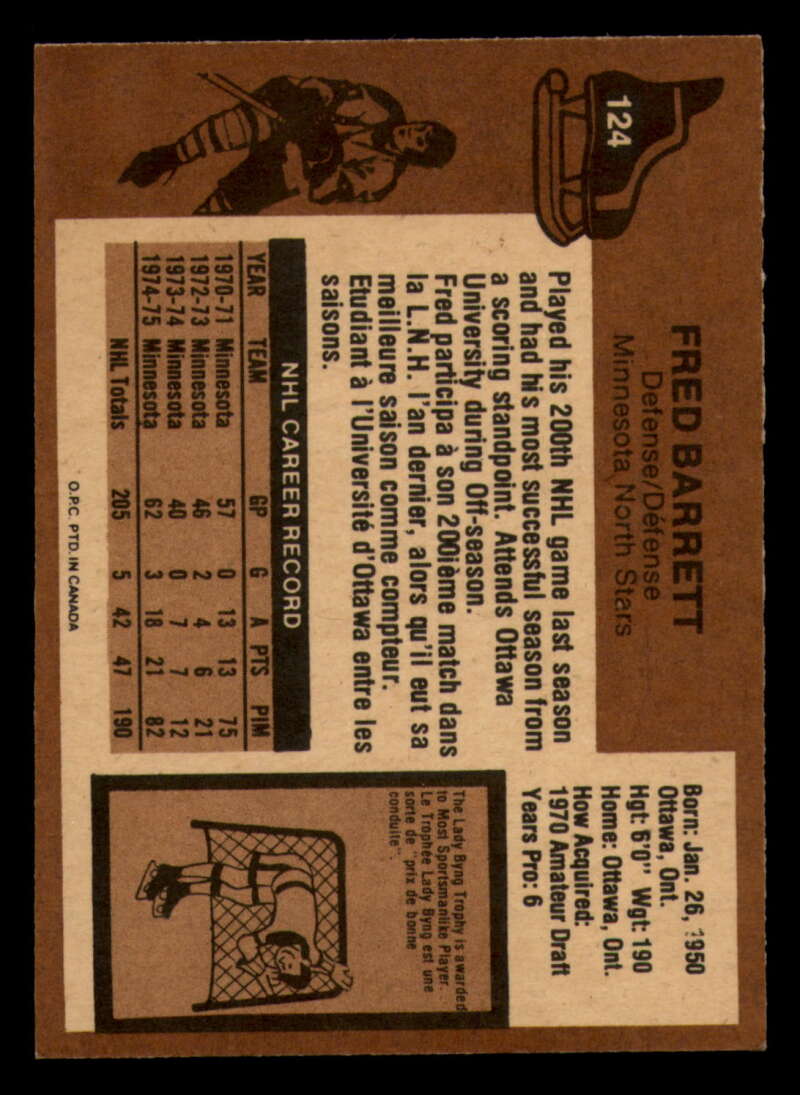 124
FRED BARRETT
Defense/Défense
Minnesota North Stars
Born: Jan. 26, 1950
Ottawa, Ont.
Hgt: 6'0" Wgt: 190
Home: Ottawa, Ont.
How Acquired:
1970 Amateur Draft
Years Pro: 6
Played his 200th NHL game last season
and had his most successful season from
a scoring standpoint. Attends Ottawa
University during Off-season.
Fred participa à son 200ième match dans
la L.N.H. l'an dernier, alors qu'il eut sa
meilleure saison comme compteur.
Etudiant à l'Université d'Ottawa entre les
saisons.
NHL CAREER RECORD
YEAR TEAM GP G A PTS PIM
1970-71 Minnesota 57 0 13 13 75
1972-73 Minnesota 46 2 4 6 21
1973-74 Minnesota 40 0 7 7 12
1974-75 Minnesota 62 3 18 21 82
NHL Totals 205 5 42 47 190
The Lady Byng Trophy is awarded
to Most Sportsmanlike Player.
Le Trophée Lady Byng est une
sorte de "prix de bonne
conduite".
O.P.C. PTD. IN CANADA